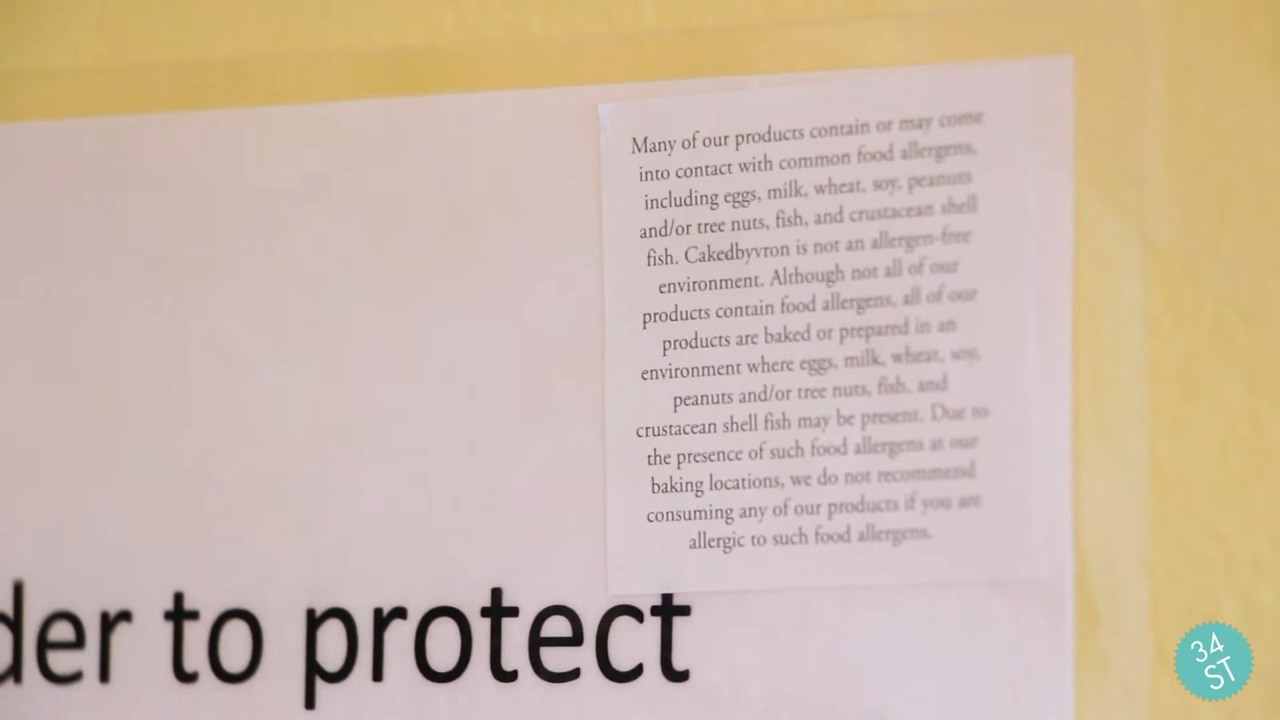 Many of our products contain or may come
into contact with common food allergens,
including eggs, milk, wheat, soy, peanuts
and/or tree nuts, fish, and crustacean shell
fish. Cakedbyvron is not an allergen-free
environment. Although not all of our
products contain food allergens, all of our
products are baked or prepared in an
environment where eggs, milk, wheat, soy,
peanuts and/or tree nuts, fish, and
crustacean shell fish may be present. Due to
the presence of such food allergens at our
baking locations, we do not recommend
consuming any of our products if you are
allergic to such food allergens.
der to protect
34
ST